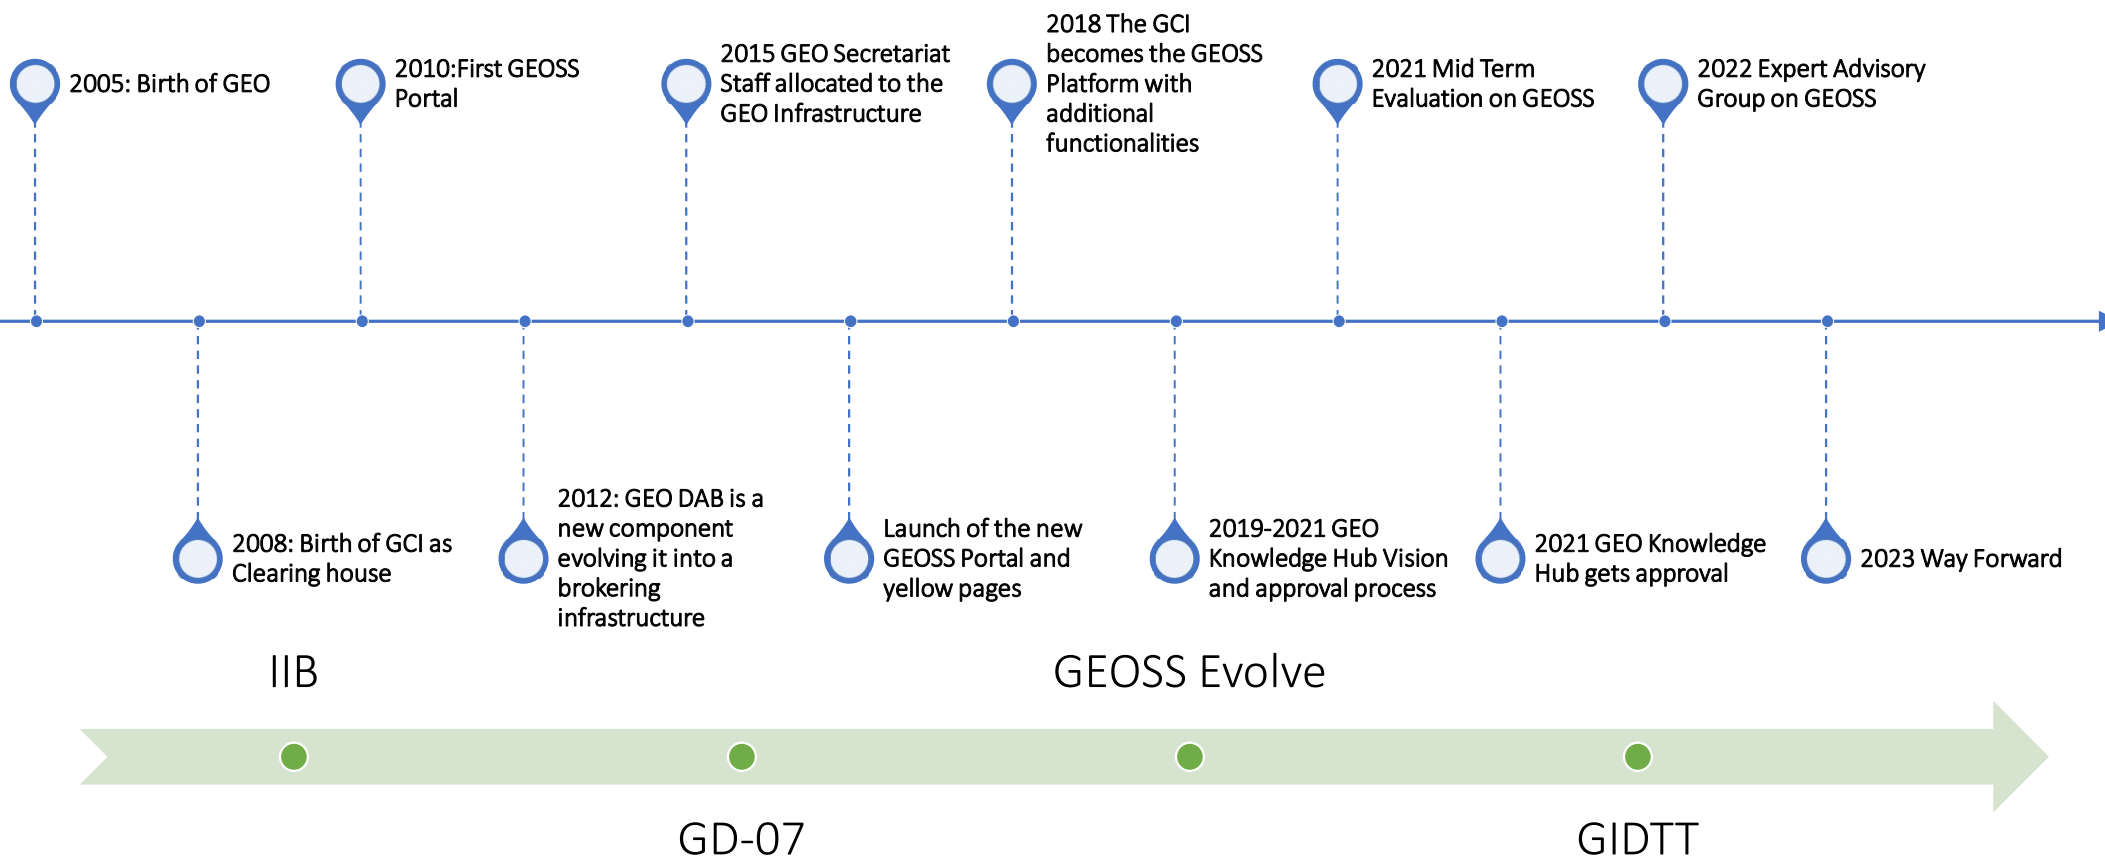 2005: Birth of GEO
2010:First GEOSS
Portal
2015 GEO Secretariat
Staff allocated to the
GEO Infrastructure
2018 The GCI
becomes the GEOSS
Platform with
additional
functionalities
2021 Mid Term
Evaluation on GEOSS
2022 Expert Advisory
Group on GEOSS
2008: Birth of GCI as
Clearing house
2012: GEO DAB is a
new component
evolving it into a
brokering
infrastructure
Launch of the new
GEOSS Portal and
yellow pages
2019-2021 GEO
Knowledge Hub Vision
and approval process
2021 GEO Knowledge
Hub gets approval
2023 Way Forward
IIB
GEOSS Evolve
GD-07
GIDTT